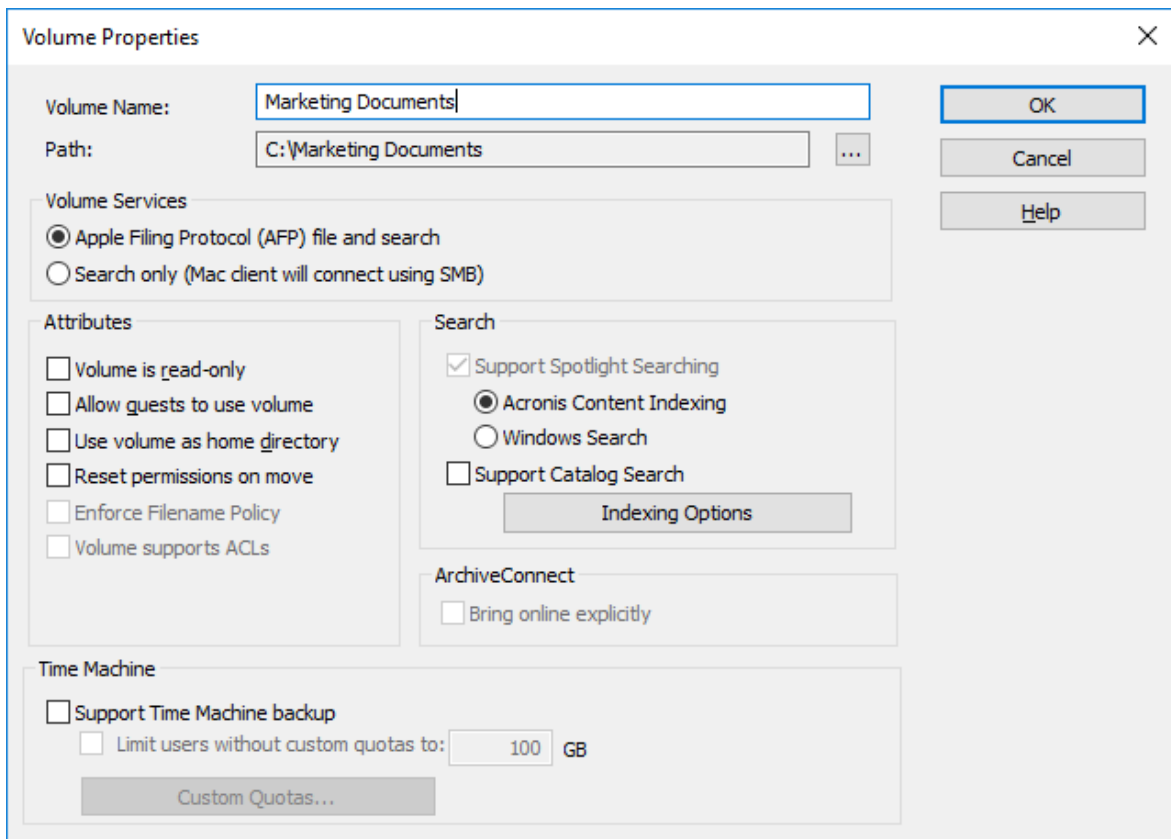 Volume Properties
Volume Name:
Marketing Documents
Path:
C:\Marketing Documents
...
OK
Cancel
Help
Volume Services
Apple Filing Protocol (AFP) file and search
Search only (Mac client will connect using SMB)
Attributes
Volume is read-only
Allow guests to use volume
Use volume as home directory
Reset permissions on move
Enforce Filename Policy
Volume supports ACLs
Search
Support Spotlight Searching
Acronis Content Indexing
Windows Search
Support Catalog Search
Indexing Options
ArchiveConnect
Bring online explicitly
Time Machine
Support Time Machine backup
Limit users without custom quotas to: 100 GB
Custom Quotas...